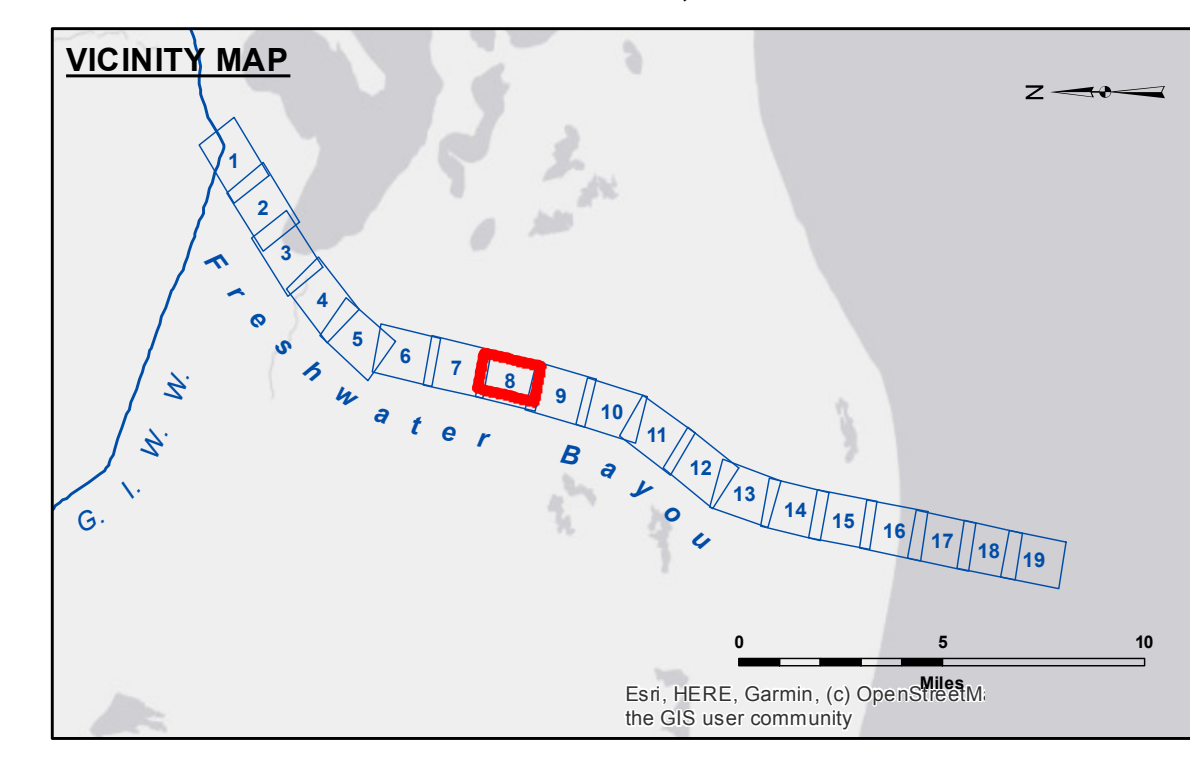 VICINITY MAP
N
1
2
3
4
5
6
7
8
9
10
11
12
13
14
15
16
17
18
19
Freshwater Bayou
G. I. W. W.
0 5 10
Miles
Esri, HERE, Garmin, (c) OpenStreetMa
the GIS user community